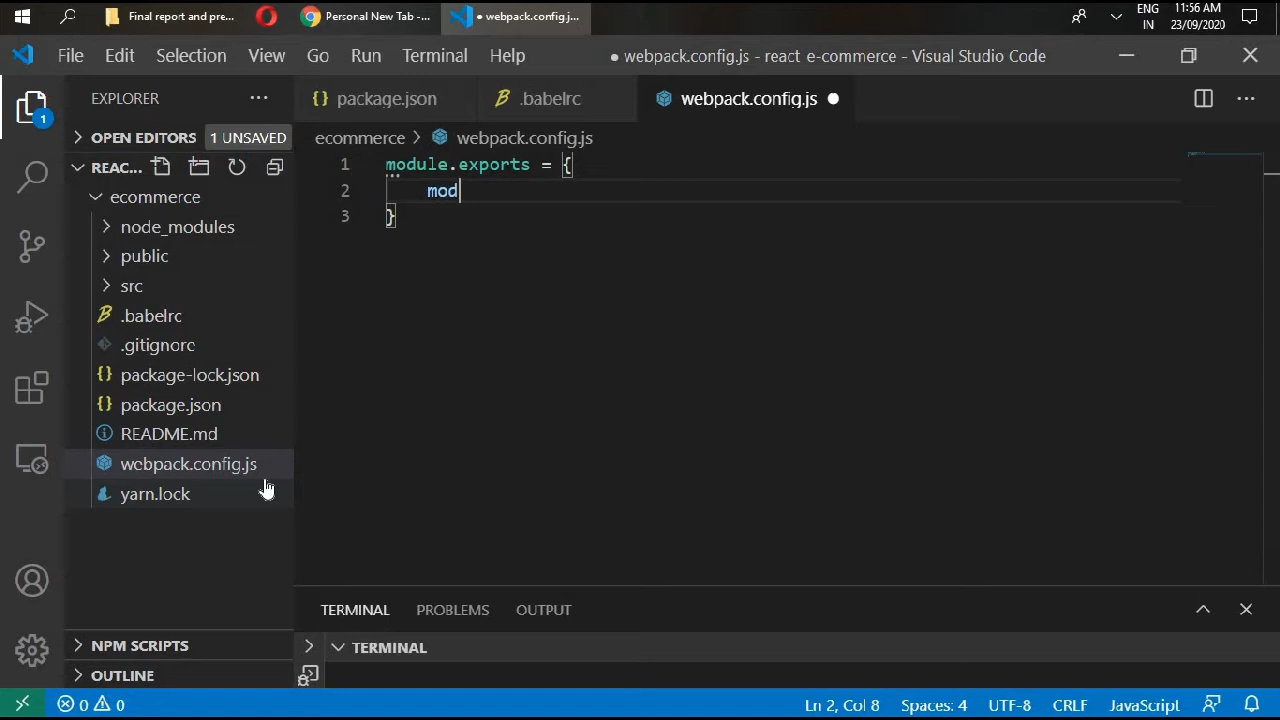 Final report and pre...
Personal New Tab -...
● webpack.config.j...
ENG
IN
11:56 AM
23/09/2020
File Edit Selection View Go Run Terminal Help
● webpack.config.js - react e-commerce - Visual Studio Code
EXPLORER
package.json
.babelrc
webpack.config.js ●
OPEN EDITORS 1 UNSAVED
ecommerce > webpack.config.js
REAC...
1 module.exports = {
2 mod
3 }
1
ecommerce
node_modules
public
src
.babelrc
.gitignore
package-lock.json
package.json
README.md
webpack.config.js
yarn.lock
TERMINAL PROBLEMS OUTPUT
NPM SCRIPTS
TERMINAL
OUTLINE
0 0
Ln 2, Col 8 Spaces: 4 UTF-8 CRLF JavaScript